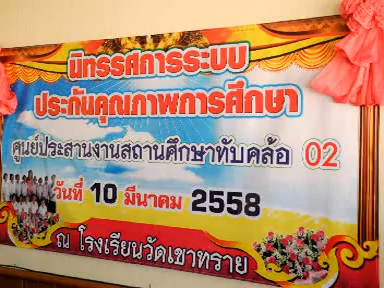 นิทรรศการระบบ
ประกันคุณภาพการศึกษา
ศูนย์ประสานงานสถานศึกษาทับคล้อ 02
วันที่ 10 มีนาคม 2558
ณ โรงเรียนวัดเขาทราย